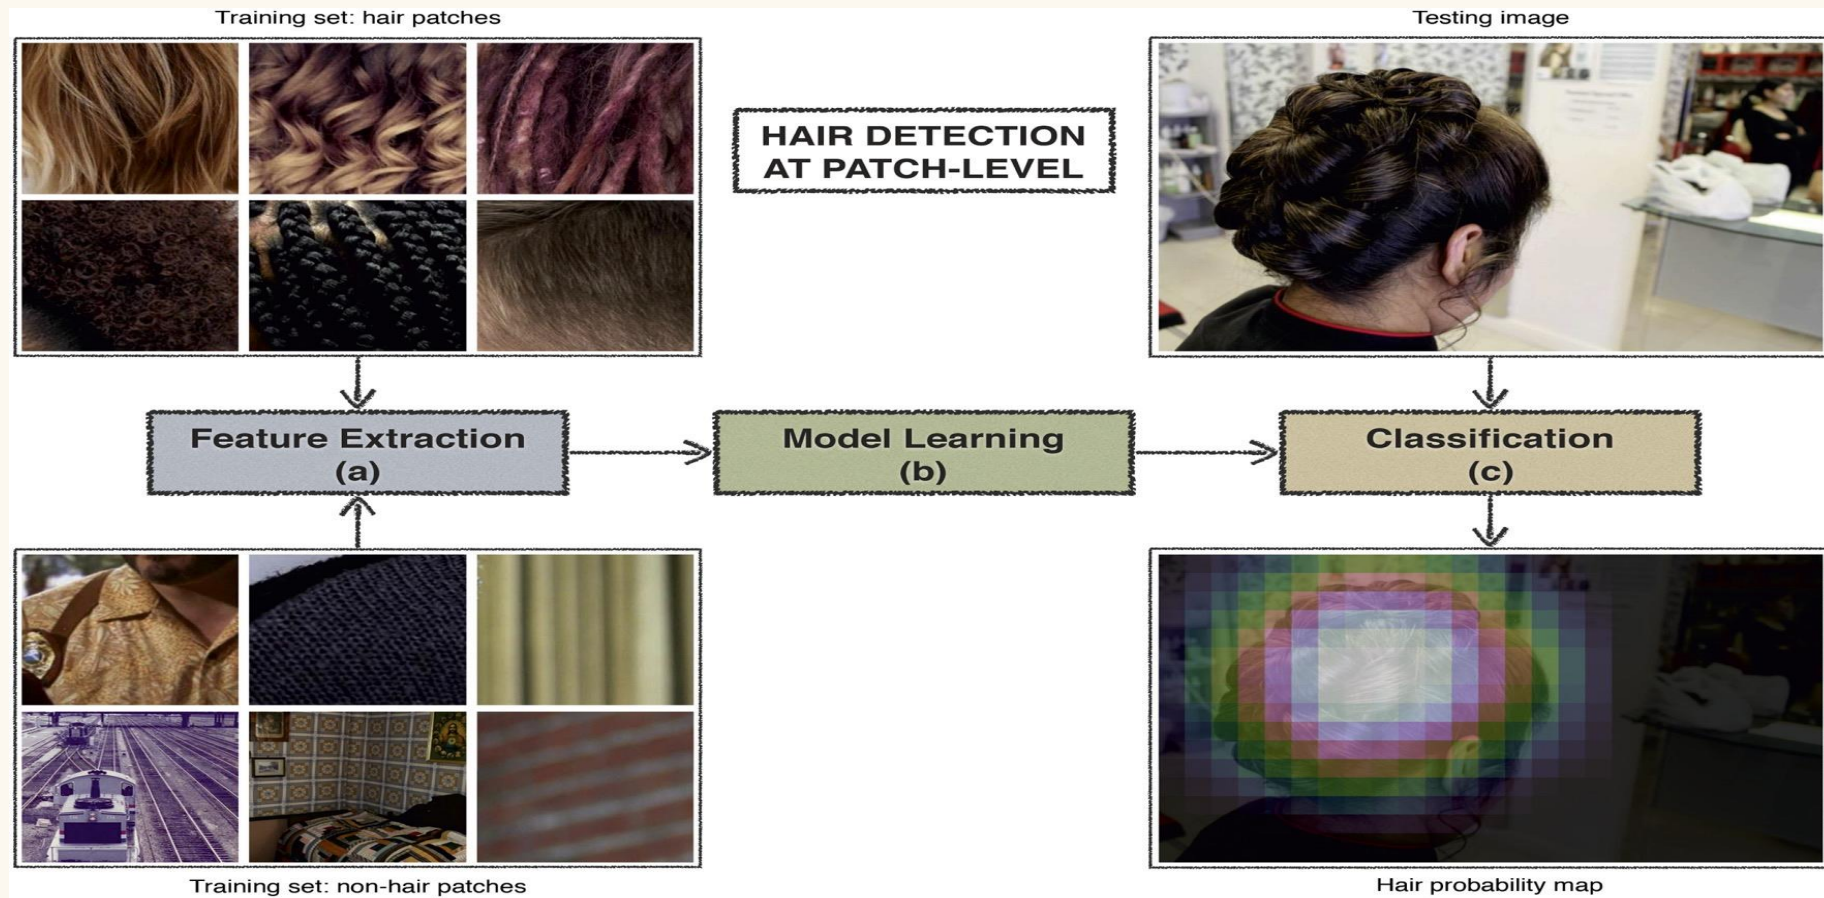 Training set: hair patches
Testing image
HAIR DETECTION
AT PATCH-LEVEL
Feature Extraction
(a)
Model Learning
(b)
Classification
(c)
Training set: non-hair patches
Hair probability map